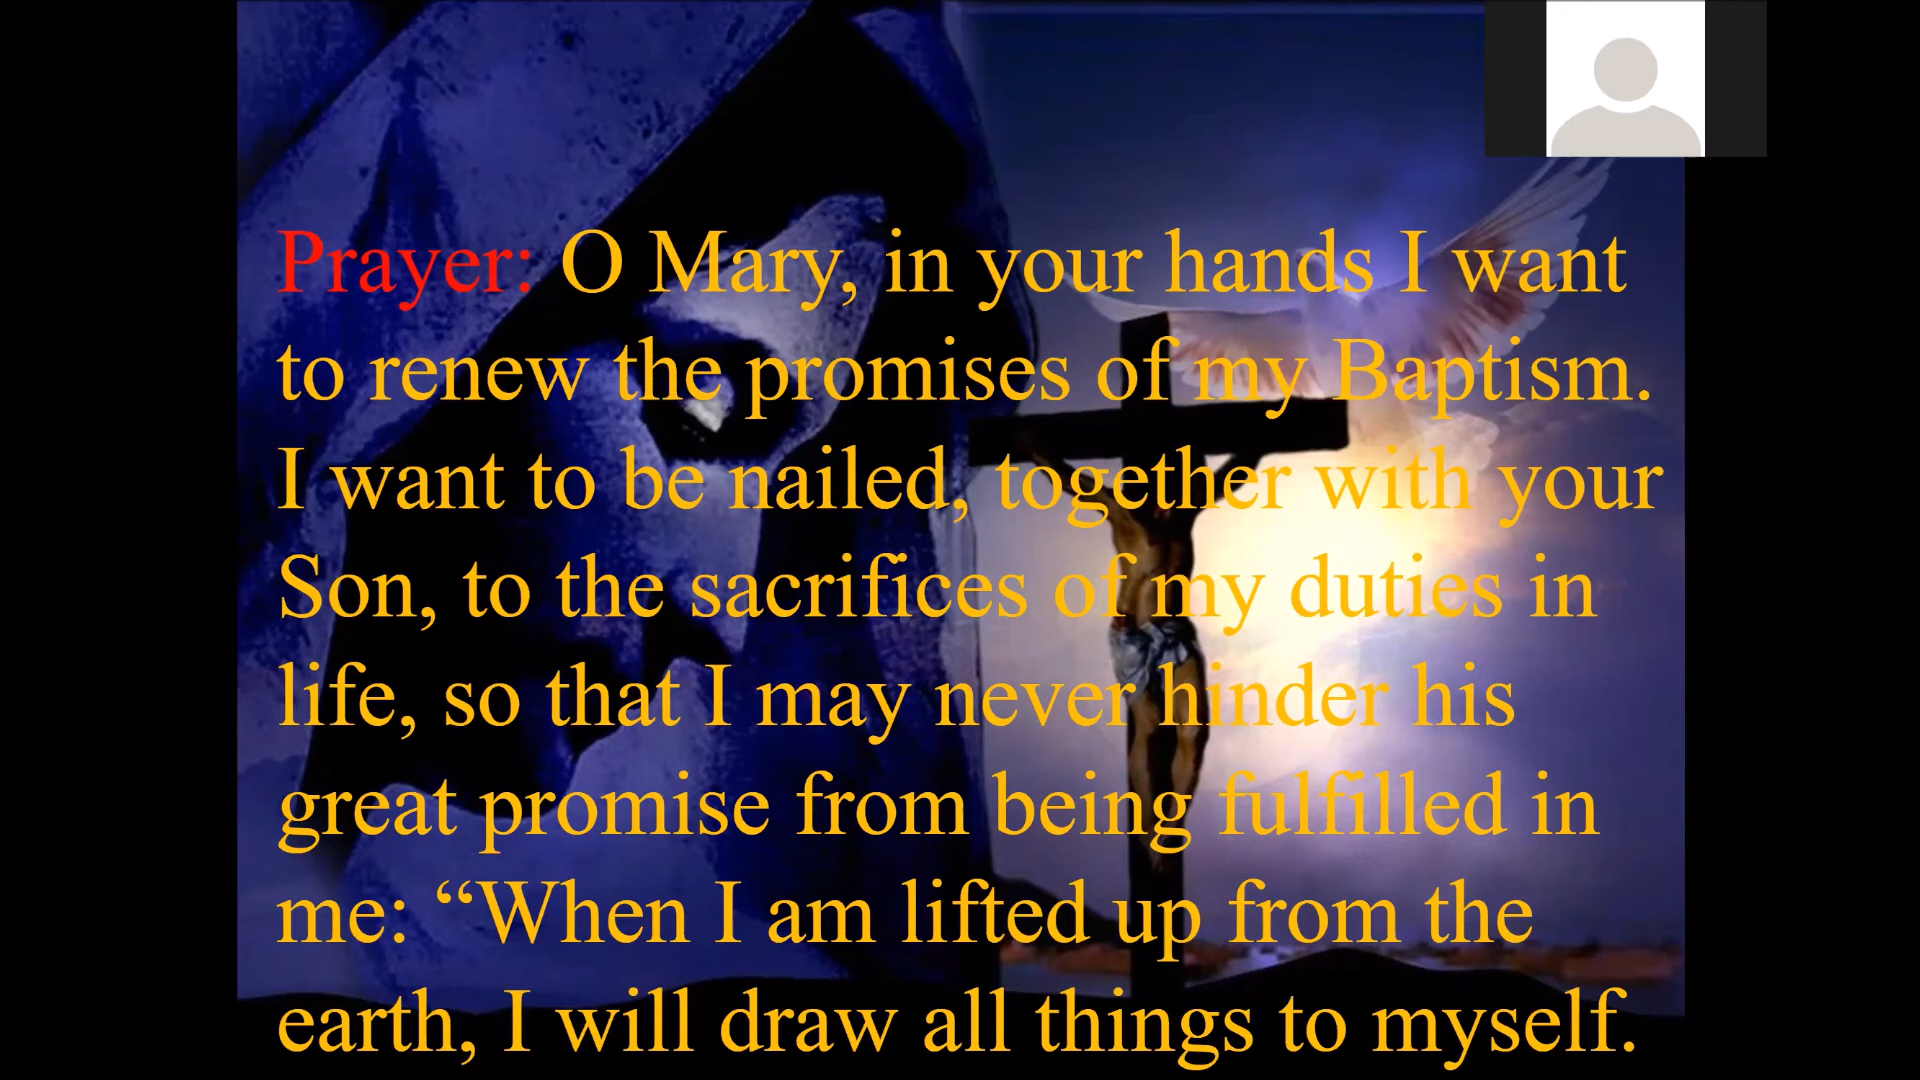 Prayer: O Mary, in your hands I want
to renew the promises of my Baptism.
I want to be nailed, together with your
Son, to the sacrifices of my duties in
life, so that I may never hinder his
great promise from being fulfilled in
me: “When I am lifted up from the
earth, I will draw all things to myself.